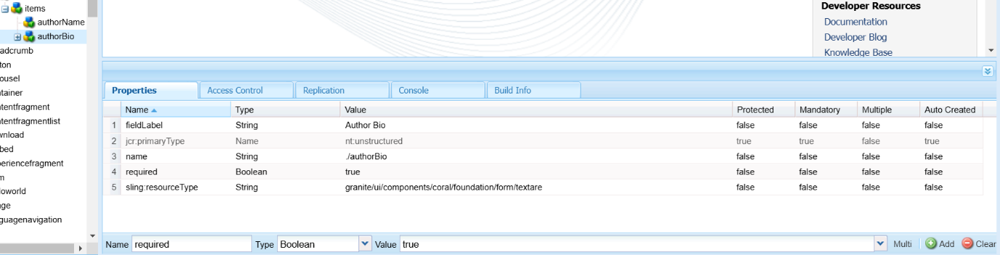 items
authorName
authorBio
adcrumb
ton
ousel
ntainer
ntentfragment
ntentfragmentlist
wnload
bed
periencefragment
m
loworld
ge
guagenavigation
Developer Resources
Documentation
Developer Blog
Knowledge Base
Properties Access Control Replication Console Build Info
Name Type Value Protected Mandatory Multiple Auto Created
1 fieldLabel String Author Bio false false false false
2 jcr:primaryType Name nt:unstructured true true false true
3 name String ./authorBio false false false false
4 required Boolean true false false false false
5 sling:resourceType String granite/ui/components/coral/foundation/form/textare false false false false
Name required Type Boolean Value true Multi Add Clear